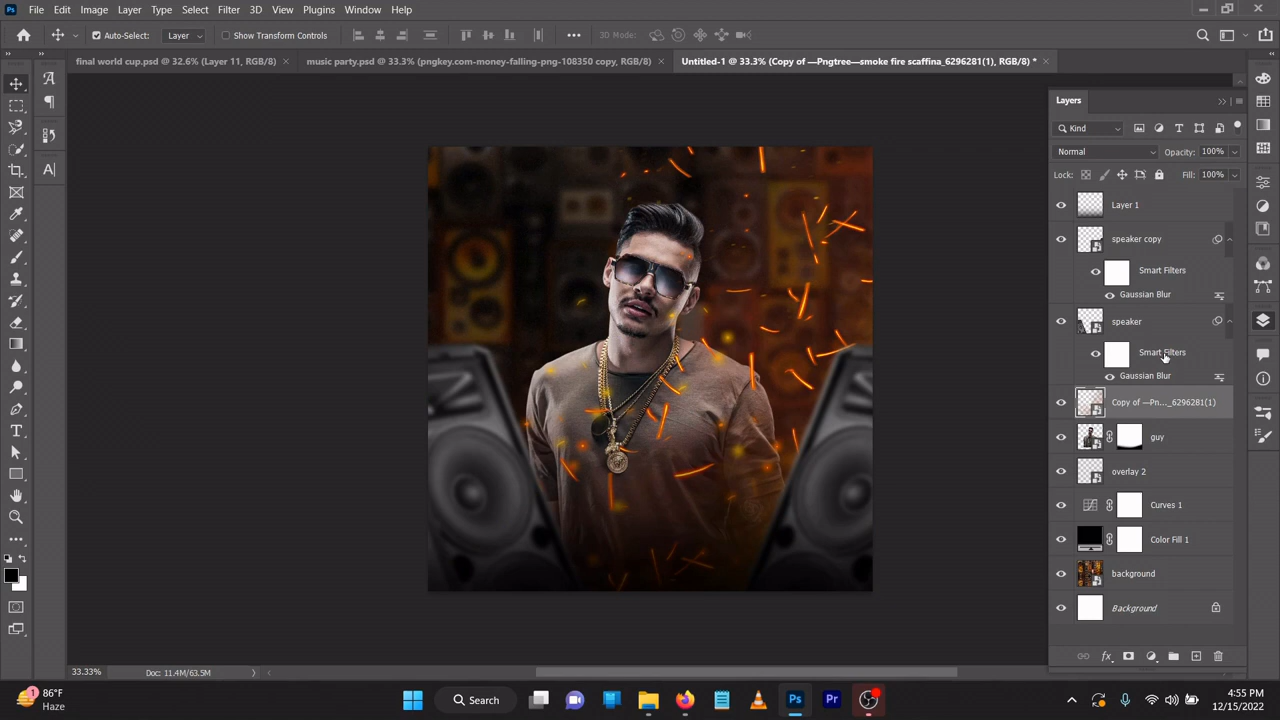 Ps File Edit Image Layer Type Select Filter 3D View Plugins Window Help
Auto-Select: Layer Show Transform Controls 3D Mode:
final world cup.psd @ 32.6% (Layer 11, RGB/8) × music party.psd @ 33.3% (pngkey.com-money-falling-png-108350 copy, RGB/8) × Untitled-1 @ 33.3% (Copy of —Pngtree—smoke fire scaffina_6296281(1), RGB/8) * ×
Layers
Kind
Normal Opacity: 100%
Lock: Fill: 100%
Layer 1
speaker copy
Smart Filters
Gaussian Blur
speaker
Smart Filters
Gaussian Blur
Copy of —Pn..._6296281(1)
guy
overlay 2
Curves 1
Color Fill 1
background
Background
33.33% Doc: 11.4M/63.5M
fx
1 86°F
Haze
Search
Ps Pr
4:55 PM
12/15/2022